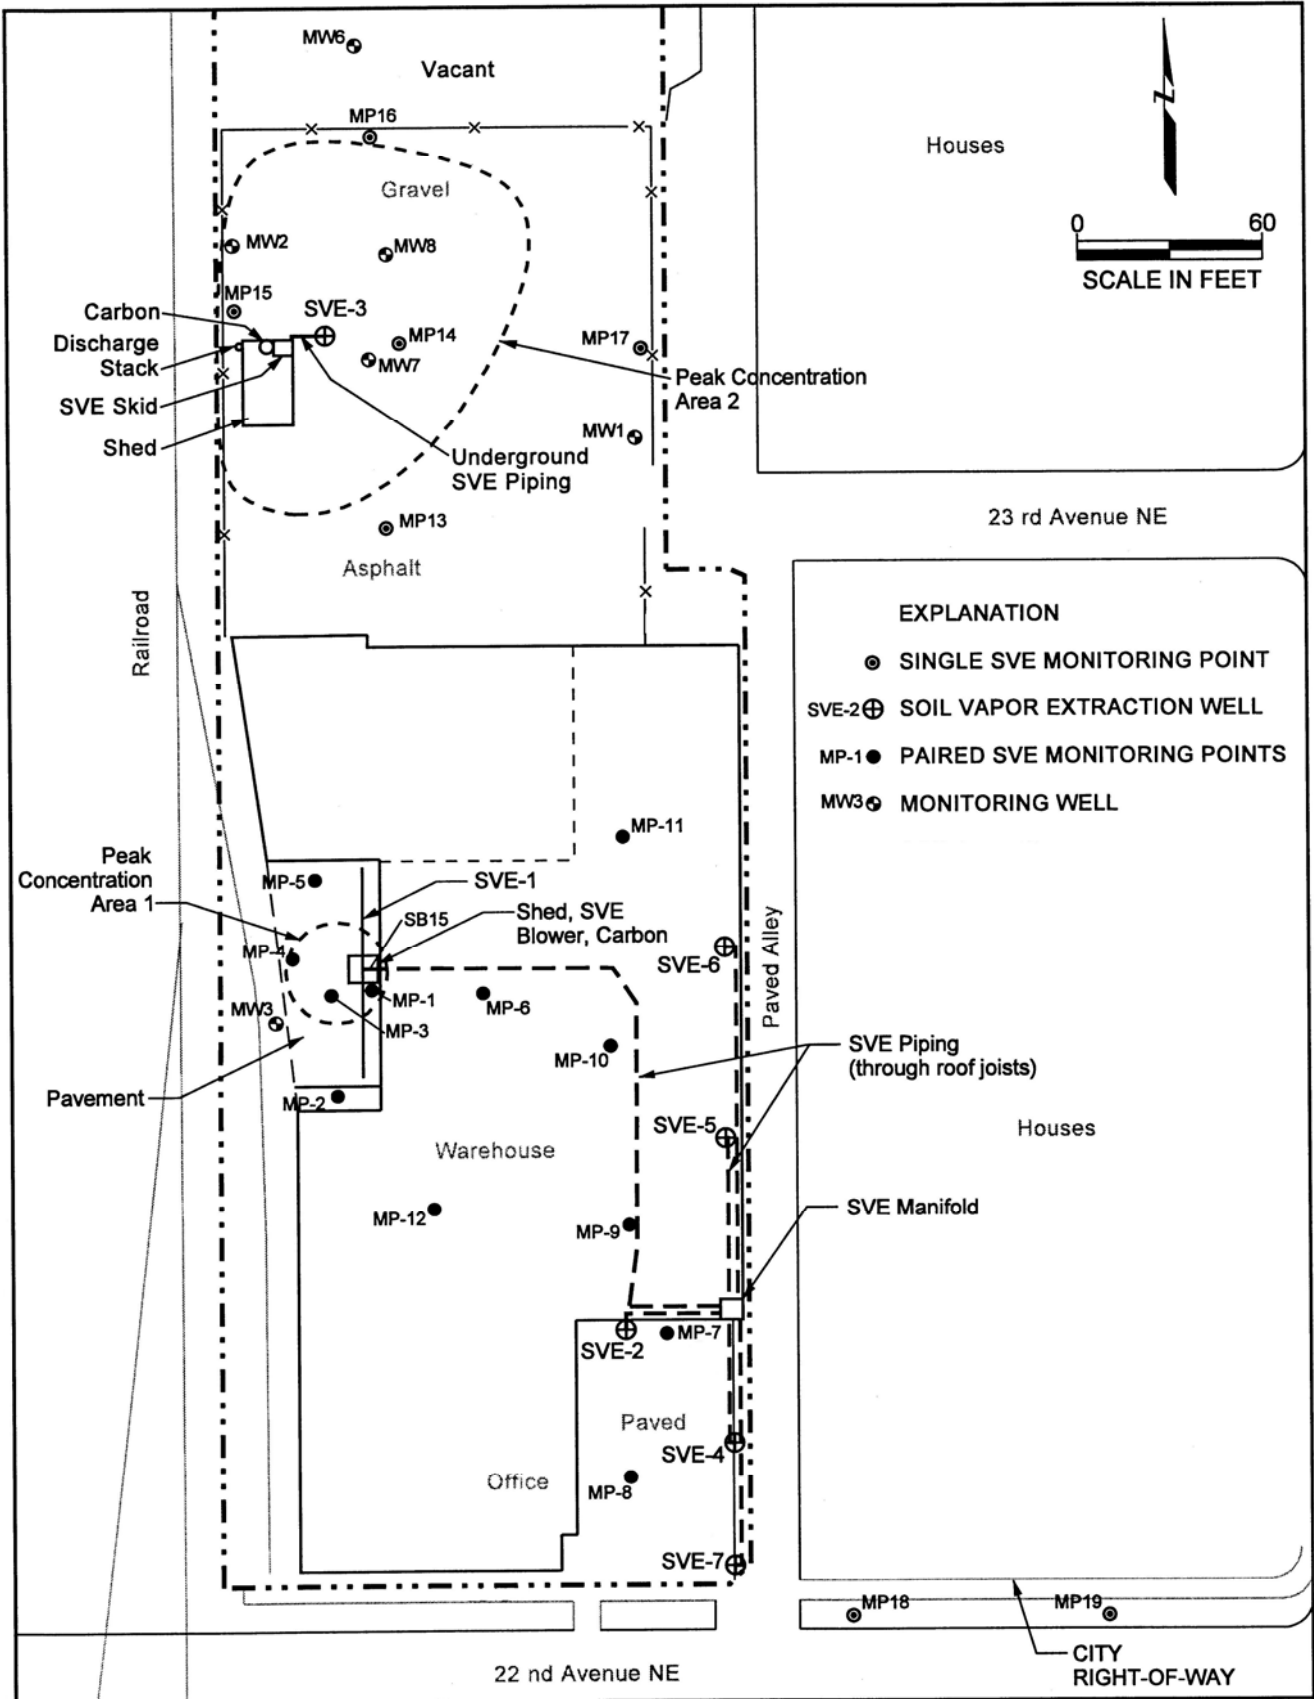 MW6
Vacant
MP16
Houses
Gravel
0 60
SCALE IN FEET
MW2
MW8
MP15
SVE-3
Carbon
Discharge
Stack
MP14
MP17
MW7
SVE Skid
Peak Concentration
Area 2
Shed
MW1
Underground
SVE Piping
MP13
23 rd Avenue NE
Asphalt
Railroad
EXPLANATION
SINGLE SVE MONITORING POINT
SVE-2 SOIL VAPOR EXTRACTION WELL
MP-1 PAIRED SVE MONITORING POINTS
MW3 MONITORING WELL
MP-11
Peak
Concentration
Area 1
MP-5
SVE-1
SB15
Shed, SVE
Blower, Carbon
MP-4
SVE-6
Paved Alley
MP-1
MP-6
MW3
MP-3
MP-10
SVE Piping
(through roof joists)
Pavement
MP-2
SVE-5
Houses
Warehouse
MP-12
MP-9
SVE Manifold
SVE-2
MP-7
Paved
SVE-4
Office
MP-8
SVE-7
MP18
MP19
22 nd Avenue NE
CITY
RIGHT-OF-WAY